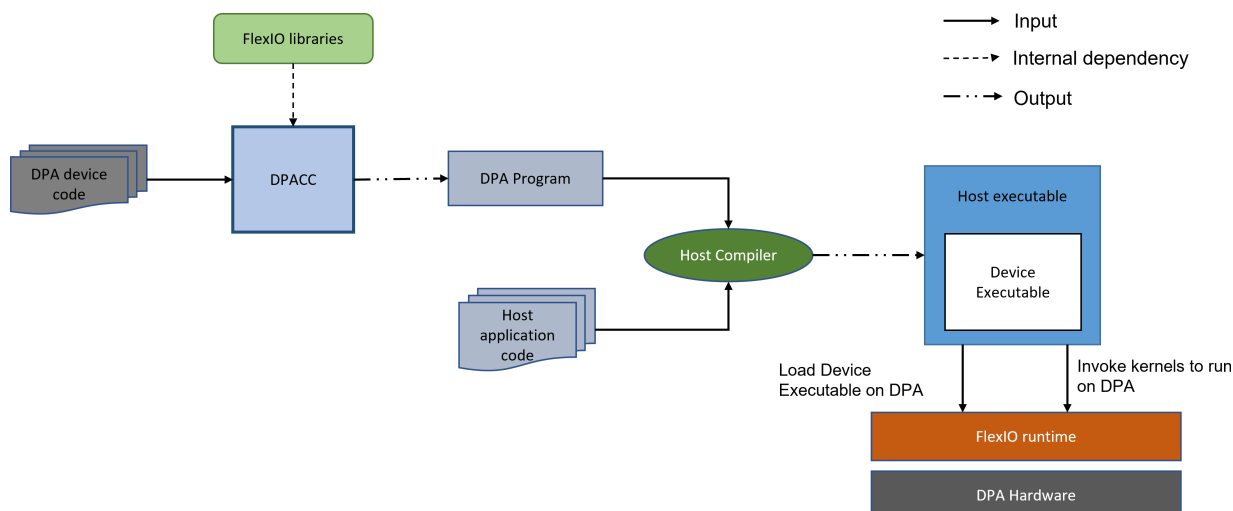 FlexIO libraries
Input
Internal dependency
Output
DPA device
code
DPACC
DPA Program
Host Compiler
Host
application
code
Host executable
Device
Executable
Load Device
Executable on DPA
Invoke kernels to run
on DPA
FlexIO runtime
DPA Hardware